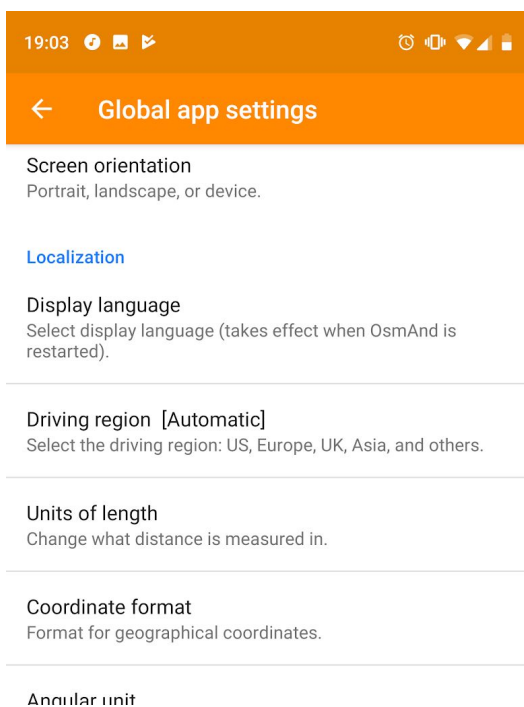 19:03
Global app settings
Screen orientation
Portrait, landscape, or device.
Localization
Display language
Select display language (takes effect when OsmAnd is
restarted).
Driving region [Automatic]
Select the driving region: US, Europe, UK, Asia, and others.
Units of length
Change what distance is measured in.
Coordinate format
Format for geographical coordinates.
Angular unit